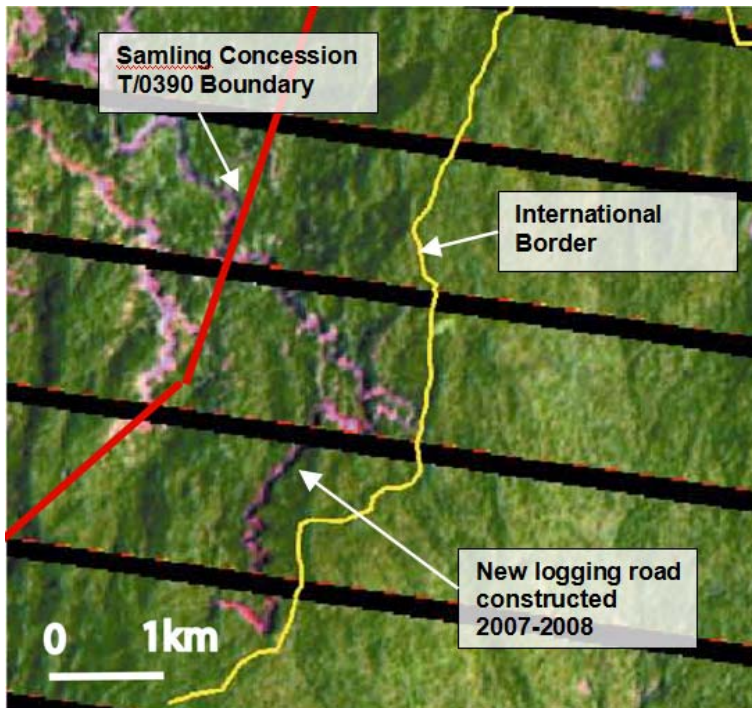 Samling Concession
T/0390 Boundary
International
Border
New logging road
constructed
2007-2008
0 1km